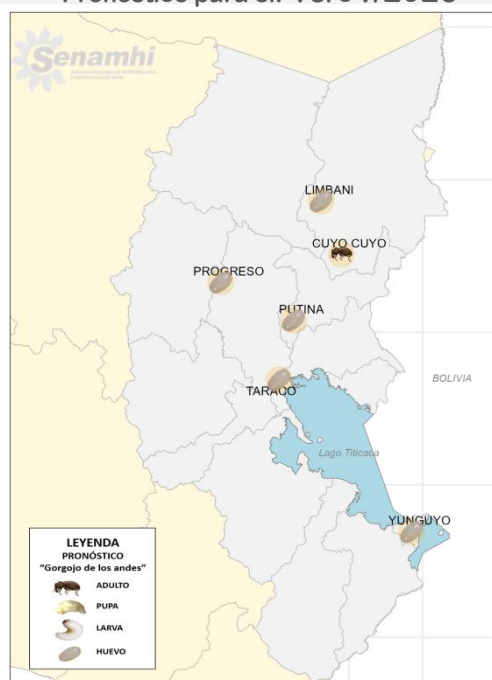 Senamhi
LIMBANI
CUYO CUYO
PROGRESO
PUTINA
TARACO
BOLIVIA
Lago Titicaca
YUNGUYO
LEYENDA
PRONÓSTICO
"Gorgojo de los andes"
ADULTO
PUPA
LARVA
HUEVO